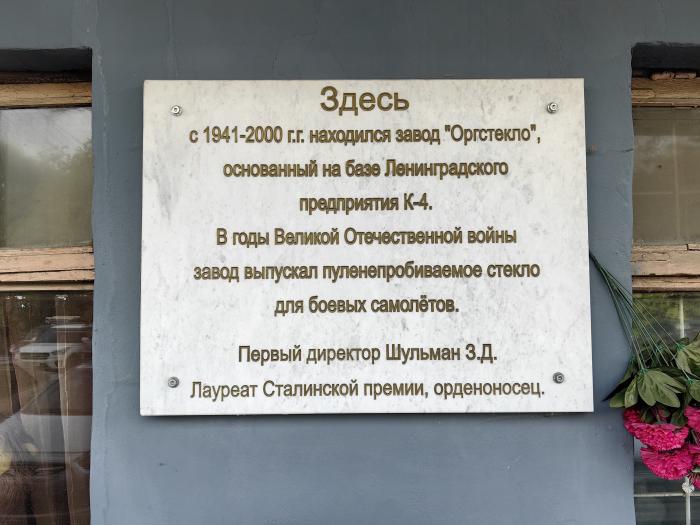 Здесь
с 1941-2000 г.г. находился завод "Оргстекло",
основанный на базе Ленинградского
предприятия К-4.
В годы Великой Отечественной войны
завод выпускал пуленепробиваемое стекло
для боевых самолётов.
Первый директор Шульман З.Д.
Лауреат Сталинской премии, орденоносец.